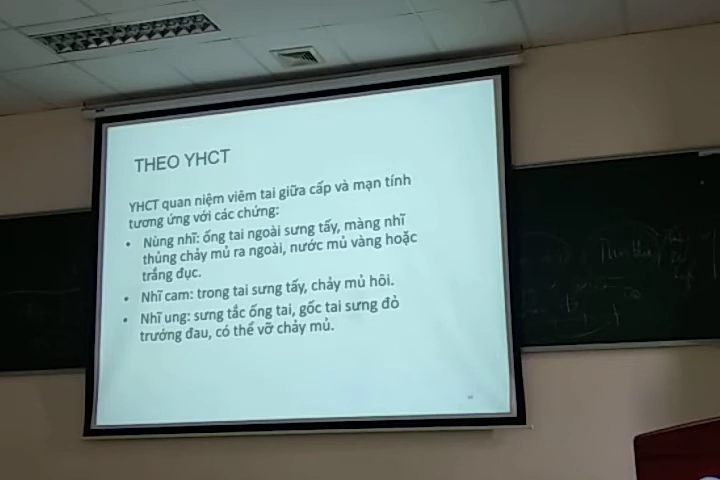 THEO YHCT
YHCT quan niệm viêm tai giữa cấp và mạn tính
tương ứng với các chứng:
• Nùng nhĩ: ống tai ngoài sưng tấy, màng nhĩ
thủng chảy mủ ra ngoài, nước mủ vàng hoặc
trắng đục.
• Nhĩ cam: trong tai sưng tấy, chảy mủ hôi.
• Nhĩ ung: sưng tắc ống tai, gốc tai sưng đỏ
trướng đau, có thể vỡ chảy mủ.